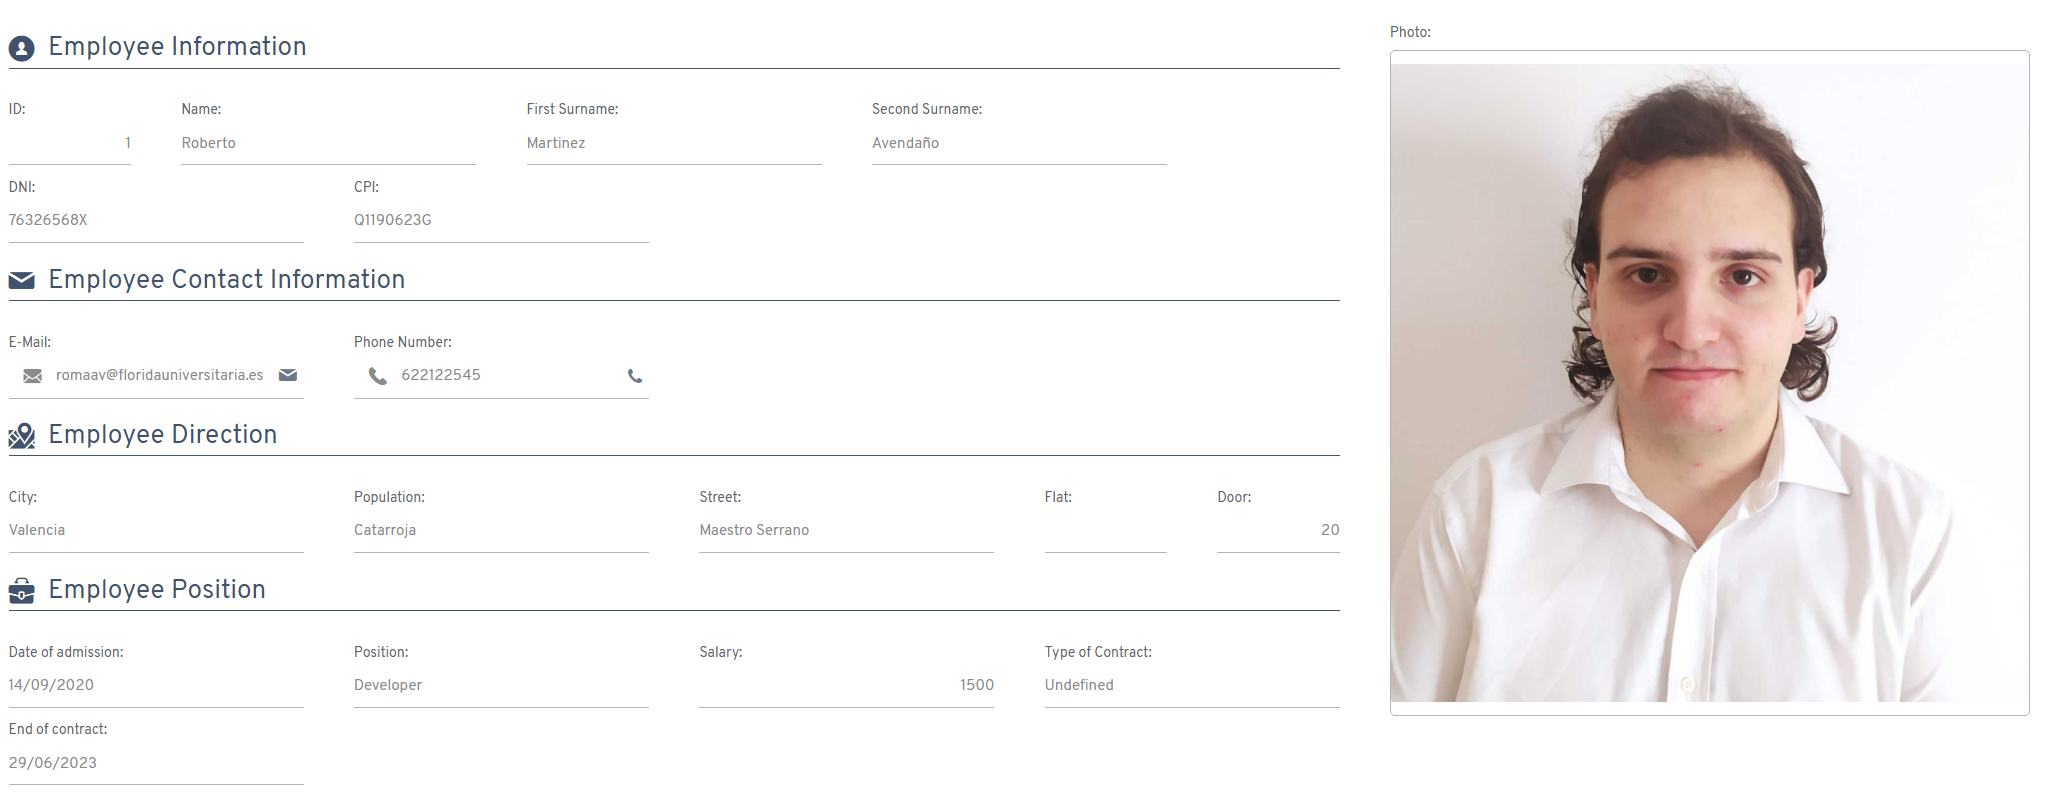 Photo:
Employee Information
ID: Name: First Surname: Second Surname:
1 Roberto Martinez Avendaño
DNI: CPI:
76326568X Q1190623G
Employee Contact Information
E-Mail: Phone Number:
romaav@floridauniversitaria.es 622122545
Employee Direction
City: Population: Street: Flat: Door:
Valencia Catarroja Maestro Serrano 20
Employee Position
Date of admission: Position: Salary: Type of Contract:
14/09/2020 Developer 1500 Undefined
End of contract:
29/06/2023